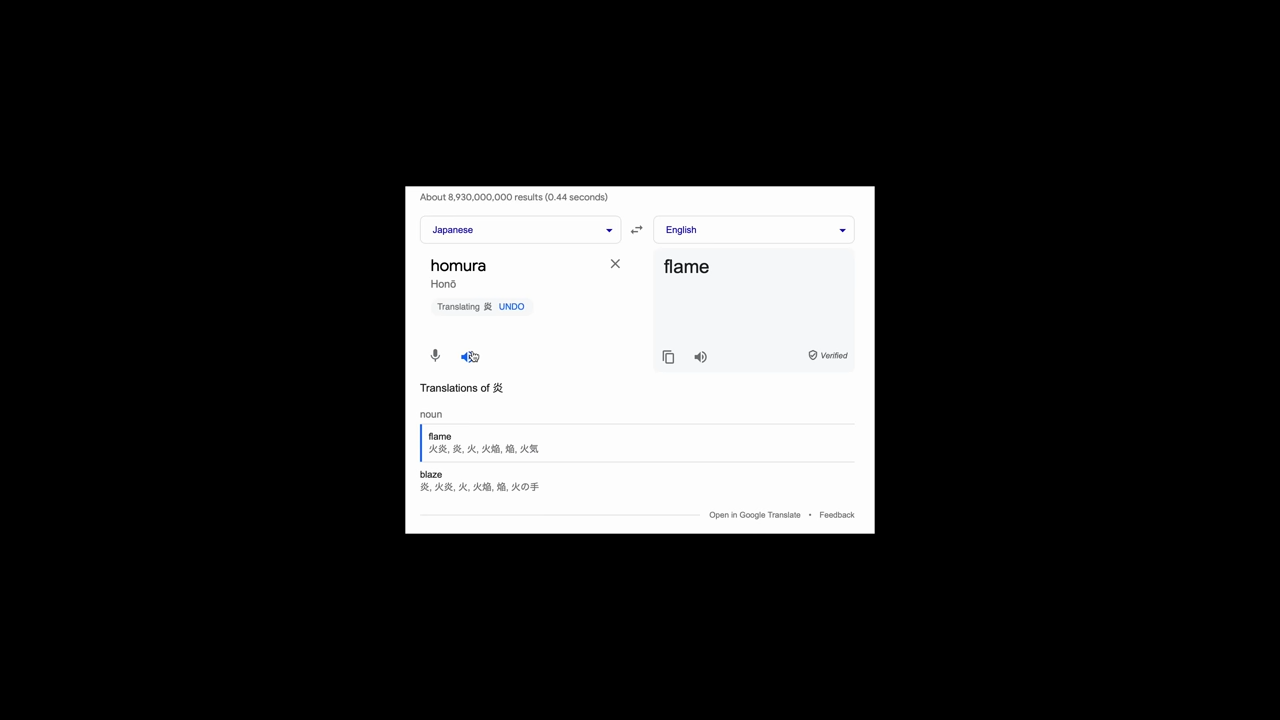 About 8,930,000,000 results (0.44 seconds)
Japanese
English
homura
Honō
Translating 炎 UNDO
flame
Verified
Translations of 炎
noun
flame
火炎, 炎, 火, 火焔, 焔, 火気
blaze
炎, 火炎, 火, 火焔, 焔, 火の手
Open in Google Translate • Feedback